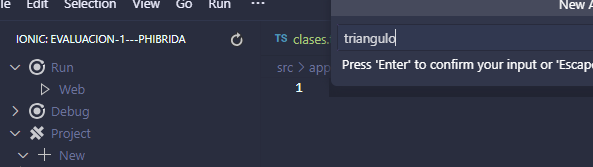 Edit Selection View Go Run ...
New A
IONIC: EVALUACION-1---PHIBRIDA
TS clases.
triangulo
Run
src > app
Press 'Enter' to confirm your input or 'Escape
Web
1
Debug
Project
New